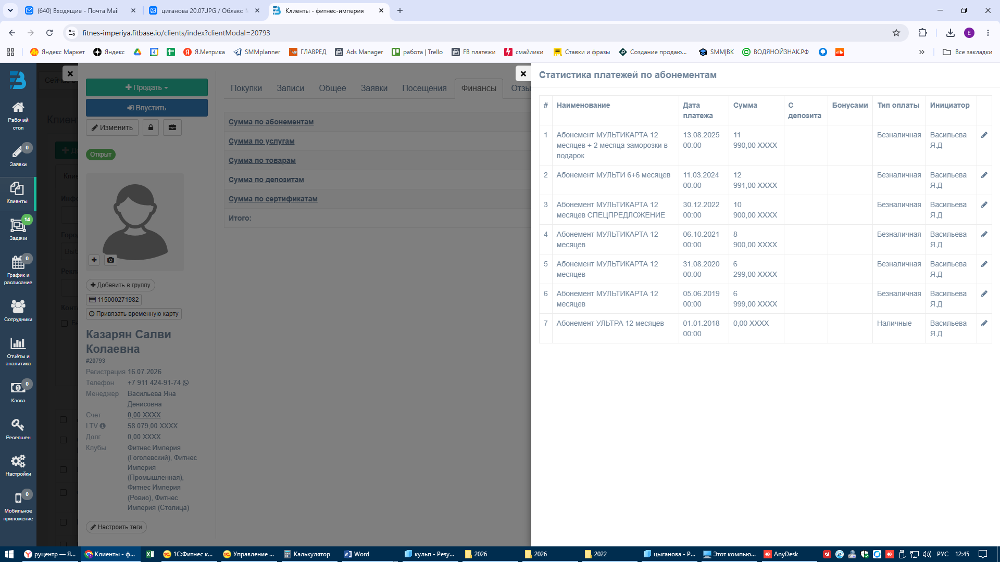 (640) Входящие - Почта Mail
циганова 20.07.JPG / Облако
Клиенты - фитнес-империя
fitnes-imperiya.fitbase.io/clients/index?clientModal=20793
E
Яндекс Маркет
Яндекс
4
Я.Метрика
SMMplanner
ГЛАВРЕД
Ads Manager
работа | Trello
FB платежи
смайлики
Ставки и фразы
Создание продаю...
SMM|ВК
ВОДЯНОЙЗНАК.РФ
Все закладки
Рабочий
стол
0
Заявки
Клиенты
14
Задачи
0
График и
расписание
Сотрудники
Отчёты и
аналитика
0
Касса
Ресепшен
Настройки
0
Мобильное
приложение
Продать
Впустить
Изменить
Открыт
Добавить в группу
115000271982
Привязать временную карту
Казарян Салви
Колаевна
#20793
Регистрация 16.07.2026
Телефон +7 911 424-91-74
Менеджер Васильева Яна
Денисовна
Счет 0,00 XXXX
LTV 58 079,00 XXXX
Долг 0,00 XXXX
Клубы Фитнес Империя
(Гоголевский), Фитнес
Империя
(Промышленная),
Фитнес Империя
(Ровио), Фитнес
Империя (Столица)
Настроить теги
Покупки Записи Общее Заявки Посещения Финансы Отзы
Сумма по абонементам
Сумма по услугам
Сумма по товарам
Сумма по депозитам
Сумма по сертификатам
Итого:
Статистика платежей по абонементам
# Наименование Дата Сумма С Бонусами Тип оплаты Инициатор
платежа депозита
1 Абонемент МУЛЬТИКАРТА 12 13.08.2025 11 Безналичная Васильева
месяцев + 2 месяца заморозки в 00:00 990,00 XXXX Я.Д
подарок
2 Абонемент МУЛЬТИ 6+6 месяцев 11.03.2024 12 Безналичная Васильева
00:00 991,00 XXXX Я.Д
3 Абонемент МУЛЬТИКАРТА 12 30.12.2022 10 Безналичная Васильева
месяцев СПЕЦПРЕДЛОЖЕНИЕ 00:00 900,00 XXXX Я.Д
4 Абонемент МУЛЬТИКАРТА 12 06.10.2021 8 Безналичная Васильева
месяцев 00:00 900,00 XXXX Я.Д
5 Абонемент МУЛЬТИКАРТА 12 31.08.2020 6 Безналичная Васильева
месяцев 00:00 299,00 XXXX Я.Д
6 Абонемент МУЛЬТИКАРТА 12 05.06.2019 6 Безналичная Васильева
месяцев 00:00 999,00 XXXX Я.Д
7 Абонемент УЛЬТРА 12 месяцев 01.01.2018 0,00 XXXX Наличные Васильева
00:00 Я.Д
руцентр — Я...
Клиенты - ф...
1С:Фитнес к...
Управление ...
Калькулятор
Word
кульп - Резу...
2026
2026
2022
цыганова - Р...
Этот компью...
AnyDesk
РУС
12:45